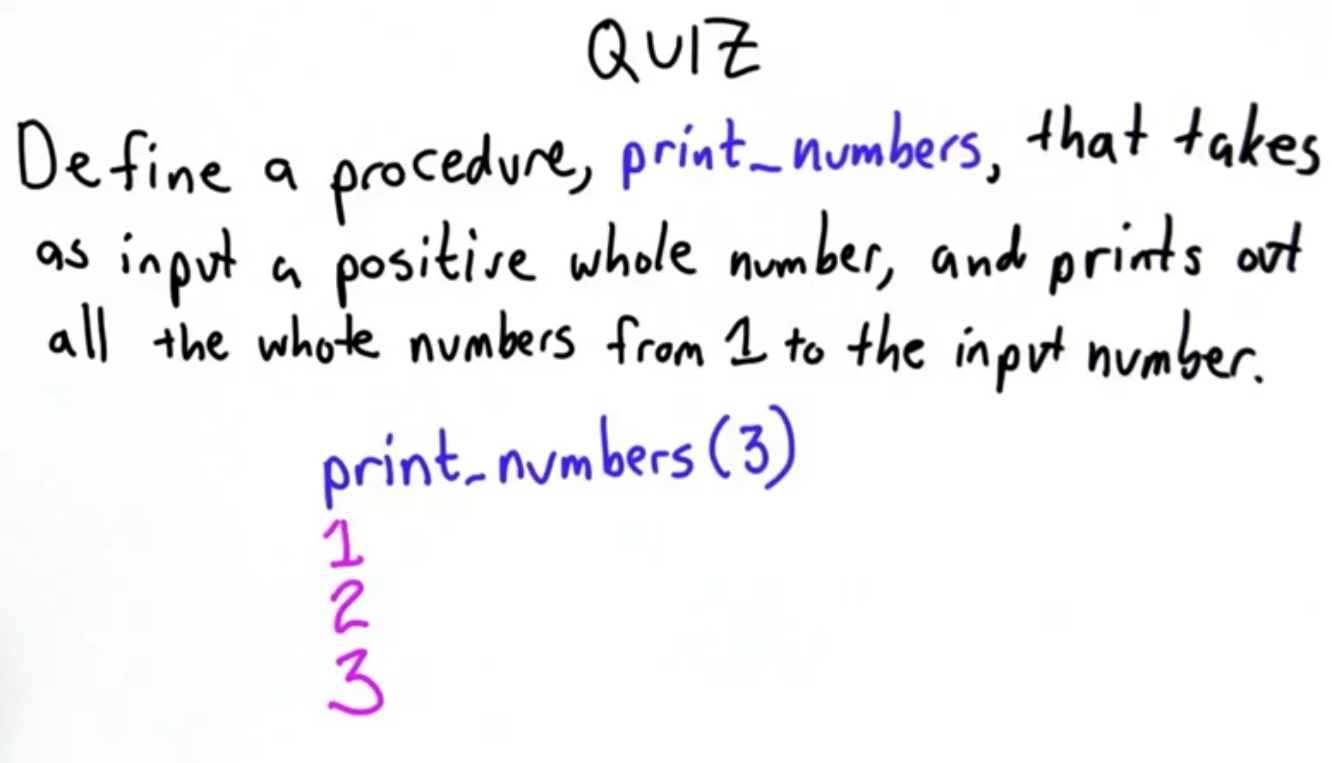 QUIZ
Define a procedure, print_numbers, that takes
as input a positive whole number, and prints out
all the whole numbers from 1 to the input number.
print_numbers(3)
1
2
3